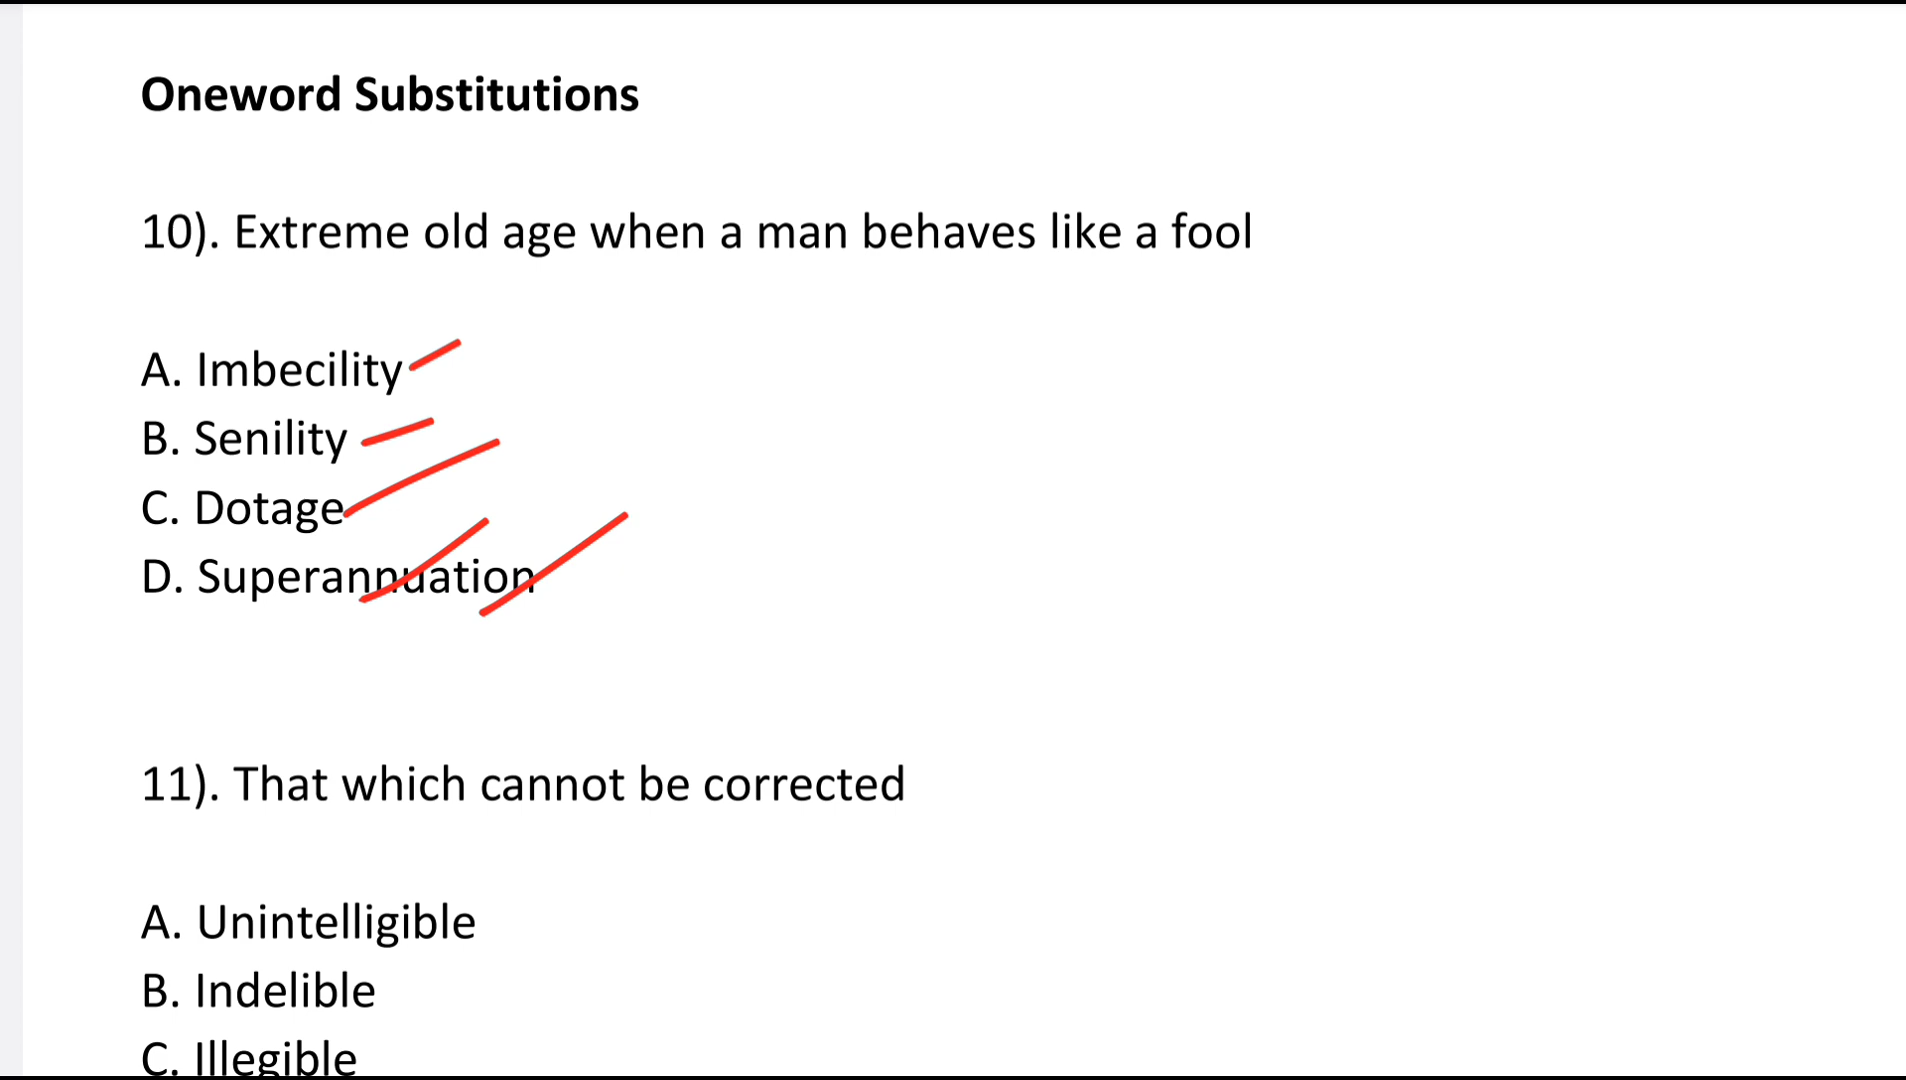 Oneword Substitutions
10). Extreme old age when a man behaves like a fool
A. Imbecility
B. Senility
C. Dotage
D. Superannuation
11). That which cannot be corrected
A. Unintelligible
B. Indelible
C. Illegible